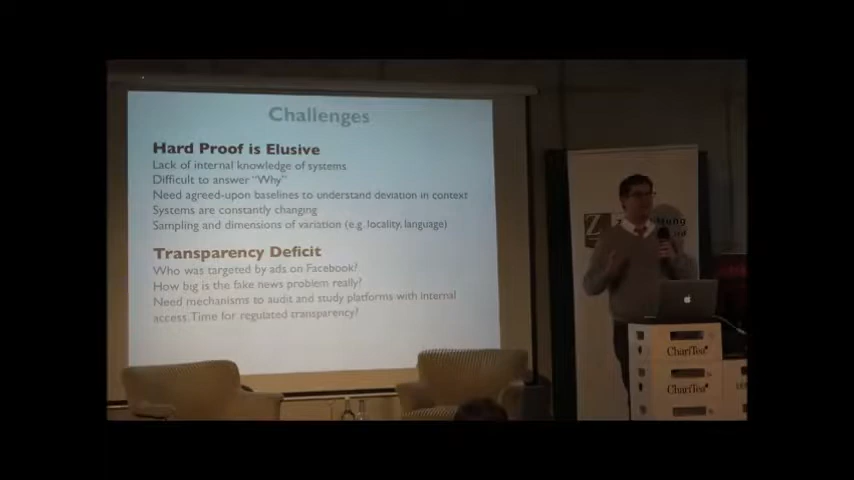 Challenges
Hard Proof is Elusive
Lack of internal knowledge of systems
Difficult to answer "Why"
Need agreed-upon baselines to understand deviation in context
Systems are constantly changing
Sampling and dimensions of variation (e.g. locality, language)
Transparency Deficit
Who was targeted by ads on Facebook?
How big is the fake news problem really?
Need mechanisms to audit and study platforms with internal
access. Time for regulated transparency?
Z
ChariTea
ChariTea